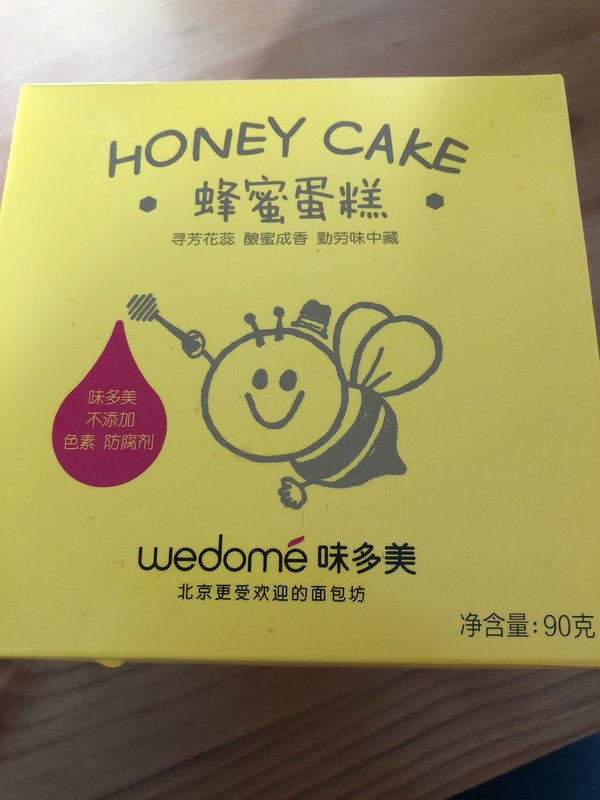 HONEY CAKE
蜂蜜蛋糕
寻芳花蕊 酿蜜成香 勤劳味中藏
味多美
不添加
色素 防腐剂
wedomé 味多美
北京更受欢迎的面包坊
净含量:90克